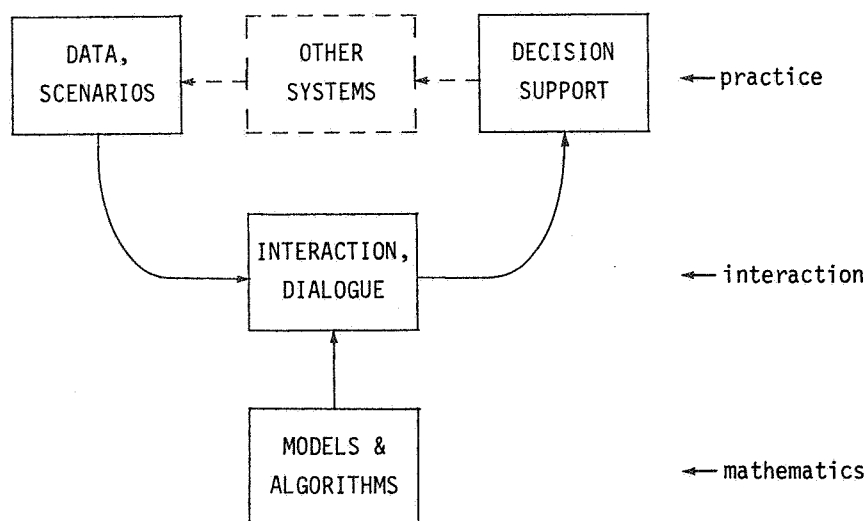 DATA,
SCENARIOS
OTHER
SYSTEMS
DECISION
SUPPORT
practice
INTERACTION,
DIALOGUE
interaction
MODELS &
ALGORITHMS
mathematics